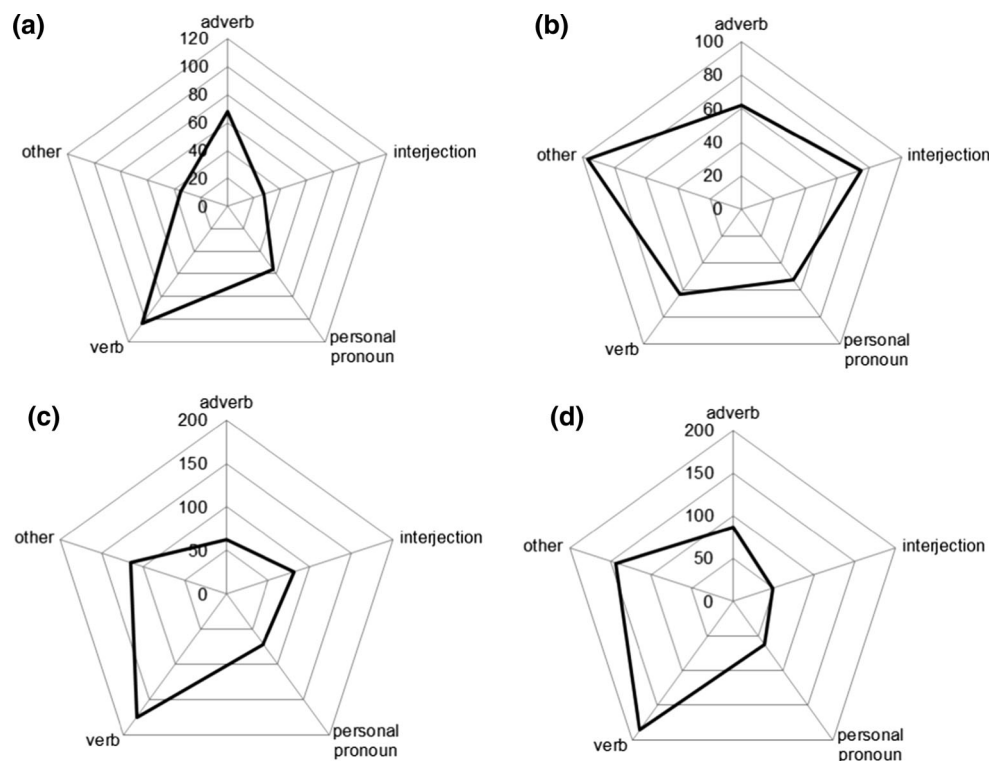 (a)
adverb
120
100
80
60
40
20
0
other
interjection
verb
personal
pronoun
(b)
adverb
100
80
60
40
20
0
other
interjection
verb
personal
pronoun
(c)
adverb
200
150
100
50
0
other
interjection
verb
personal
pronoun
(d)
adverb
200
150
100
50
0
other
interjection
verb
personal
pronoun